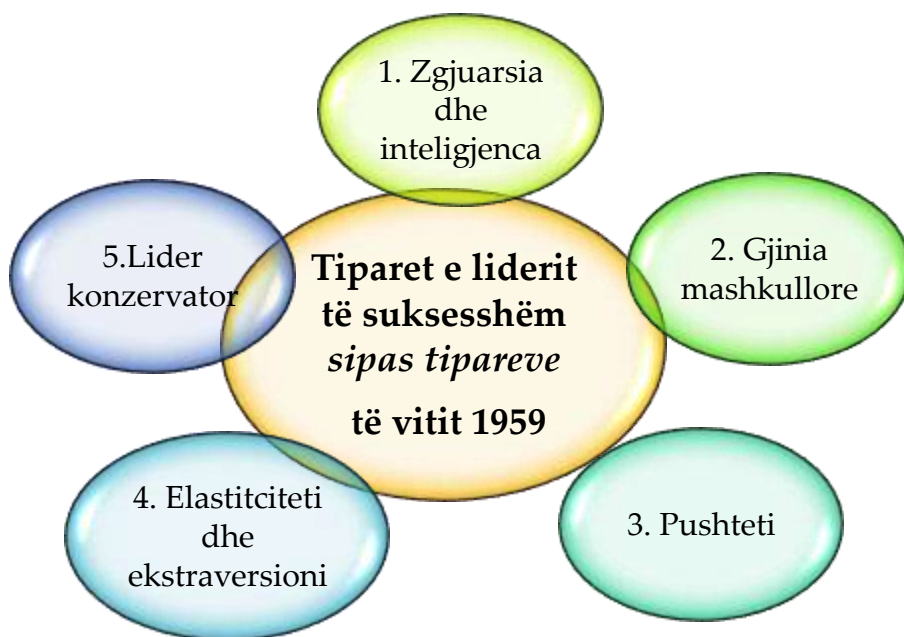 1. Zgjuarsia
dhe
inteligjenca
2. Gjinia
mashkullore
3. Pushteti
4. Elastitciteti
dhe
ekstraversioni
5.Lider
konzervator
Tiparet e liderit
të suksesshëm
sipas tipareve
të vitit 1959